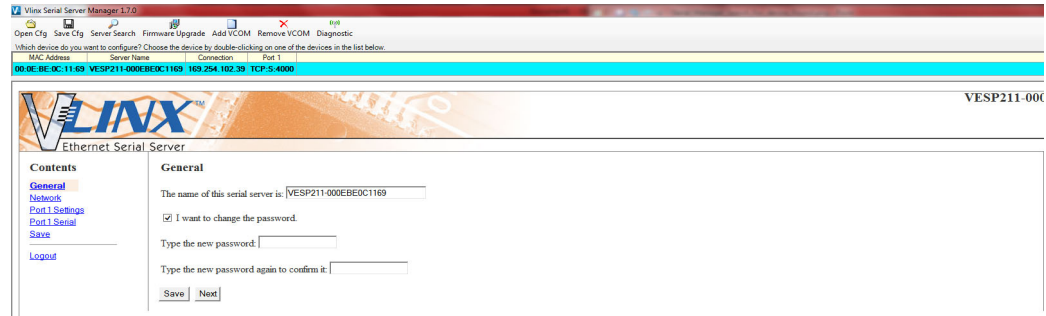 Vlinx Serial Server Manager 1.7.0
Open Cfg Save Cfg Server Search Firmware Upgrade Add VCOM Remove VCOM Diagnostic
Which device do you want to configure? Choose the device by double-clicking on one of the devices in the list below.
MAC Address Server Name Connection Port 1
00:0E:BE:0C:11:69 VESP211-000EBE0C1169 169.254.102.39 TCP:S:4000
VLINX TM
VESP211-000
Ethernet Serial Server
Contents
General
Network
Port 1 Settings
Port 1 Serial
Save
Logout
General
The name of this serial server is: VESP211-000EBE0C1169
I want to change the password.
Type the new password:
Type the new password again to confirm it:
Save Next